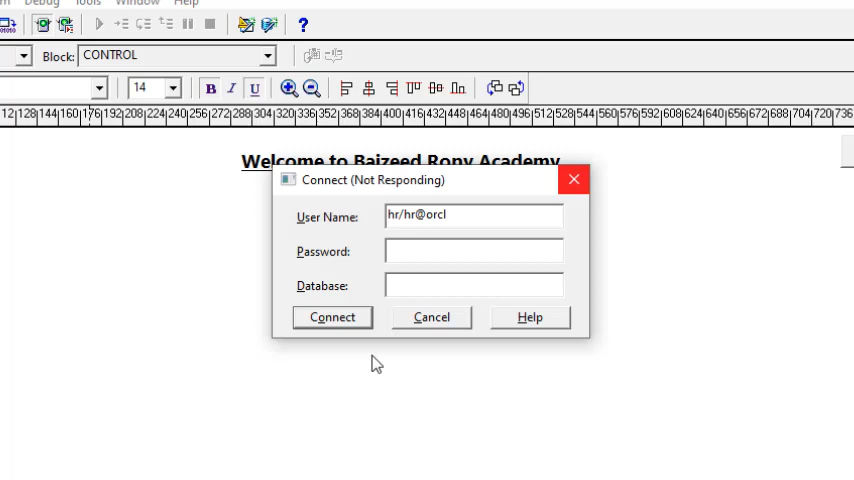 Debug Tools Window Help
Block: CONTROL
14 B I U
12|128|144|160|176|192|208|224|240|256|272|288|304|320|336|352|368|384|400|416|432|448|464|480|496|512|528|544|560|576|592|608|624|640|656|672|688|704|720|736
Welcome to Baizeed Rony Academy
Connect (Not Responding)
User Name: hr/hr@orcl
Password:
Database:
Connect Cancel Help